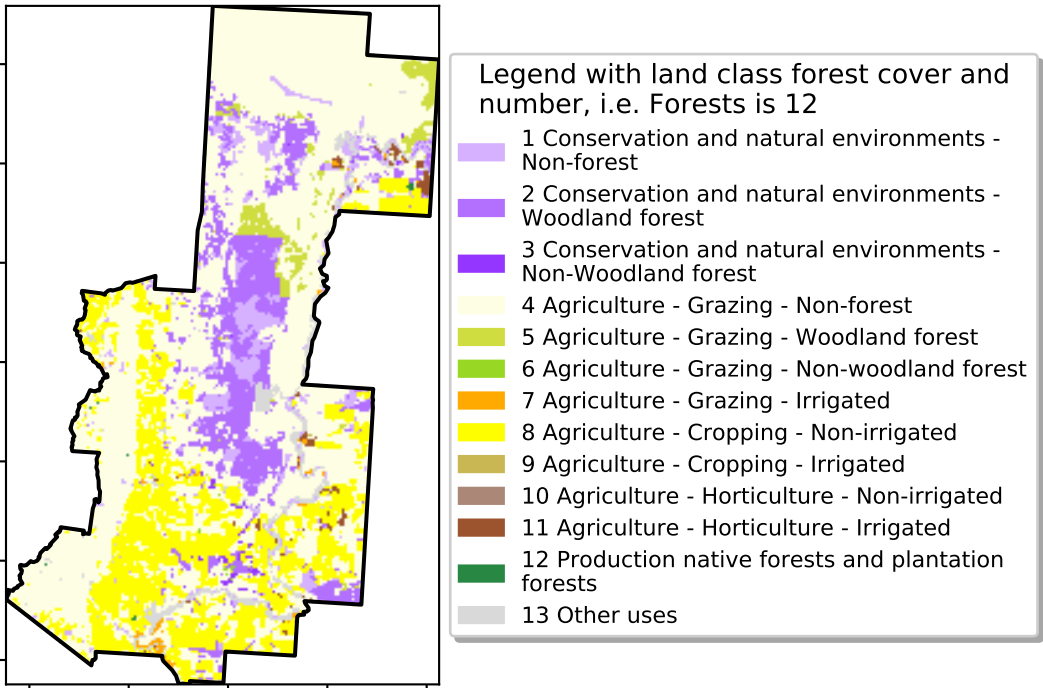 Legend with land class forest cover and
number, i.e. Forests is 12
1 Conservation and natural environments -
Non-forest
2 Conservation and natural environments -
Woodland forest
3 Conservation and natural environments -
Non-Woodland forest
4 Agriculture - Grazing - Non-forest
5 Agriculture - Grazing - Woodland forest
6 Agriculture - Grazing - Non-woodland forest
7 Agriculture - Grazing - Irrigated
8 Agriculture - Cropping - Non-irrigated
9 Agriculture - Cropping - Irrigated
10 Agriculture - Horticulture - Non-irrigated
11 Agriculture - Horticulture - Irrigated
12 Production native forests and plantation
forests
13 Other uses